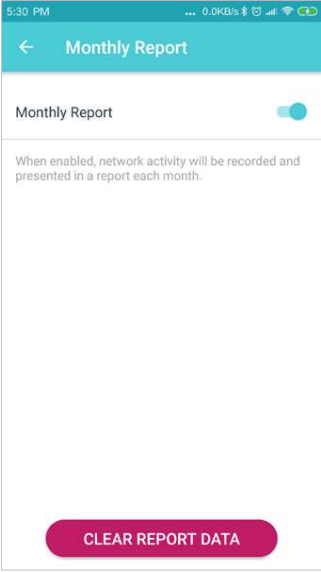 5:30 PM ... 0.0KB/s
Monthly Report
Monthly Report
When enabled, network activity will be recorded and
presented in a report each month.
CLEAR REPORT DATA